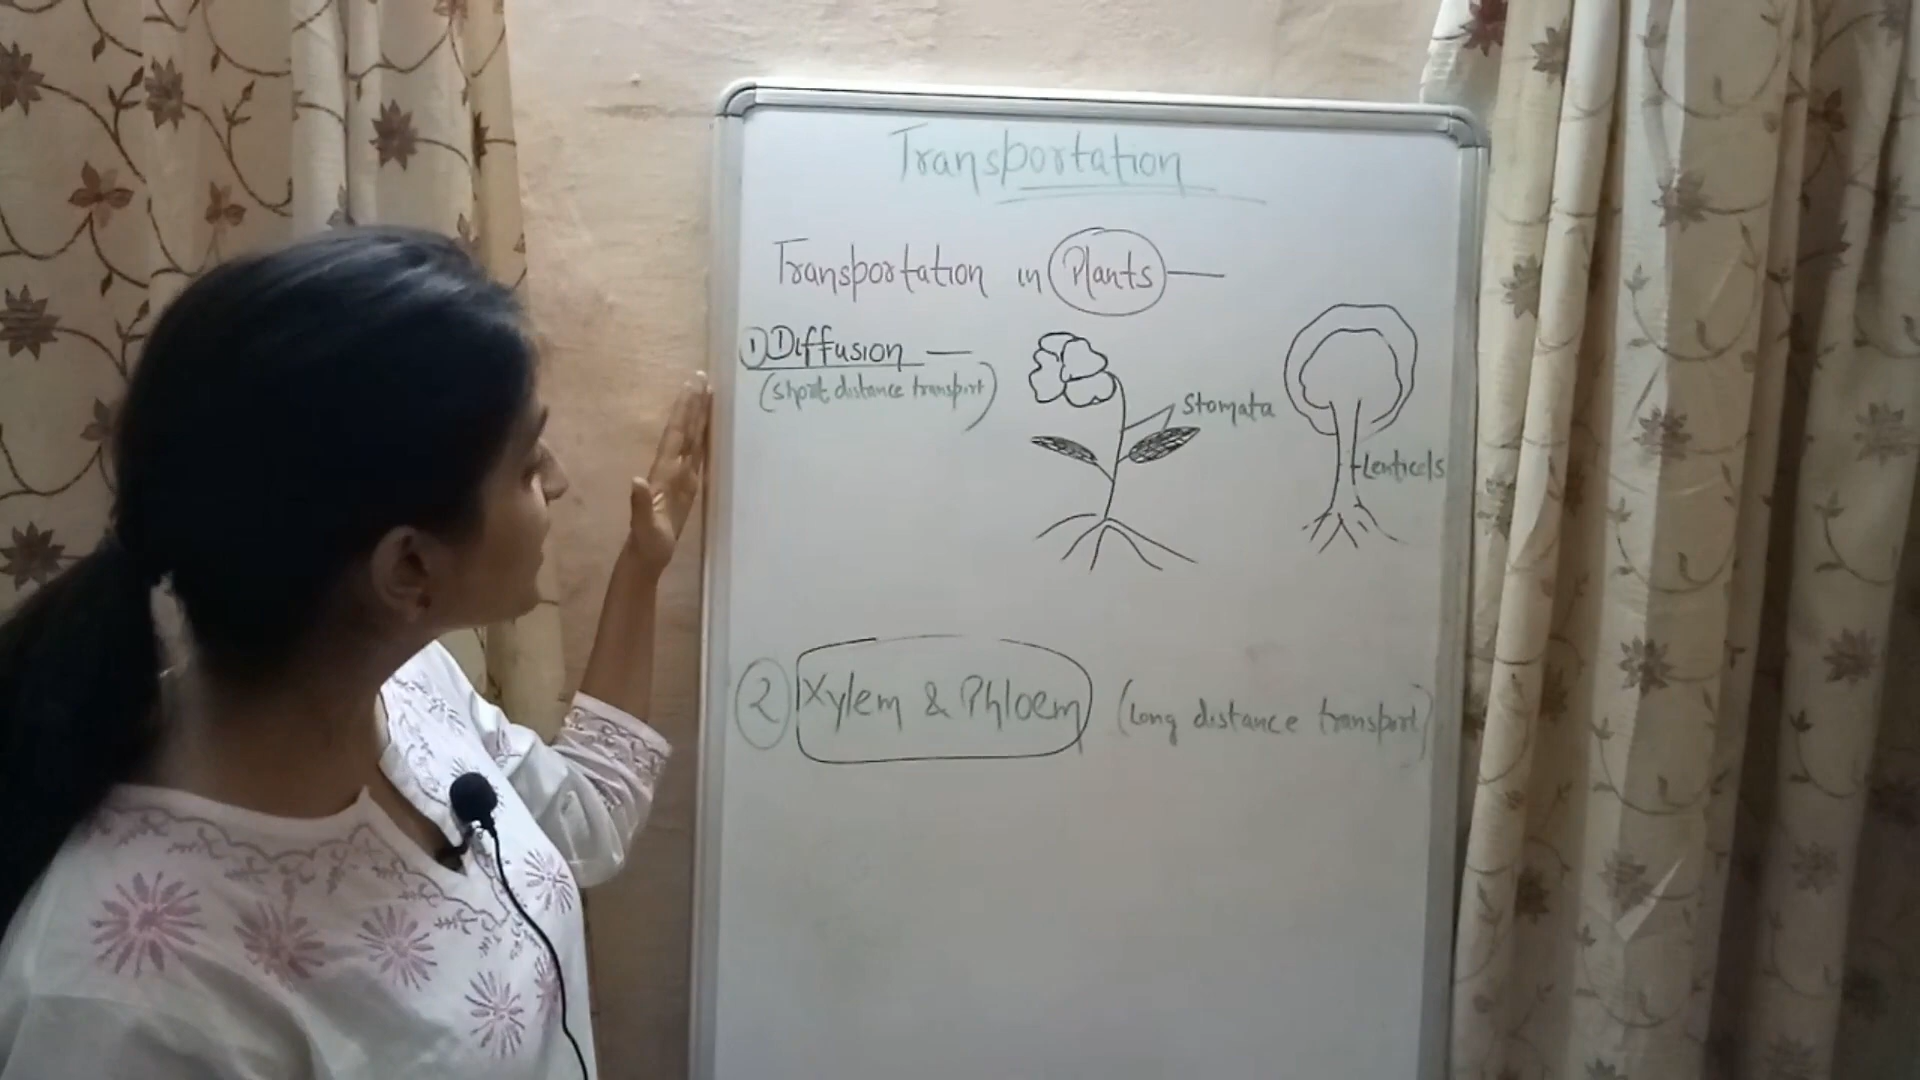 Transportation
Transportation in Plants —
① Diffusion —
(short distance transport)
Stomata
Lenticels
② Xylem & Phloem (long distance transport)